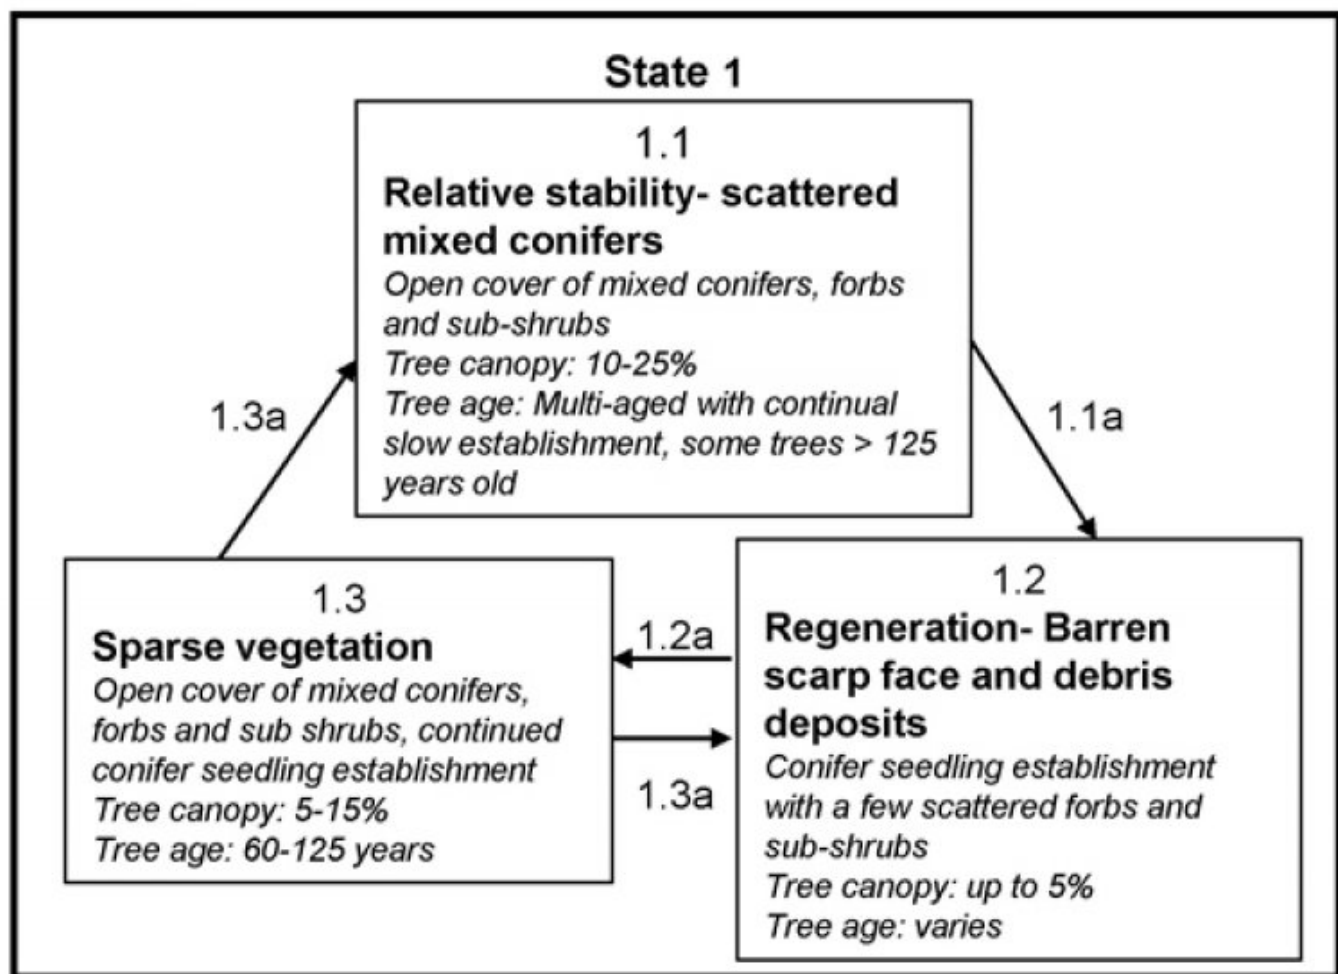 State 1
1.1
Relative stability- scattered
mixed conifers
Open cover of mixed conifers, forbs
and sub-shrubs
Tree canopy: 10-25%
Tree age: Multi-aged with continual
slow establishment, some trees > 125
years old
1.3a
1.1a
1.3
Sparse vegetation
Open cover of mixed conifers,
forbs and sub shrubs, continued
conifer seedling establishment
Tree canopy: 5-15%
Tree age: 60-125 years
1.2a
1.3a
1.2
Regeneration- Barren
scarp face and debris
deposits
Conifer seedling establishment
with a few scattered forbs and
sub-shrubs
Tree canopy: up to 5%
Tree age: varies